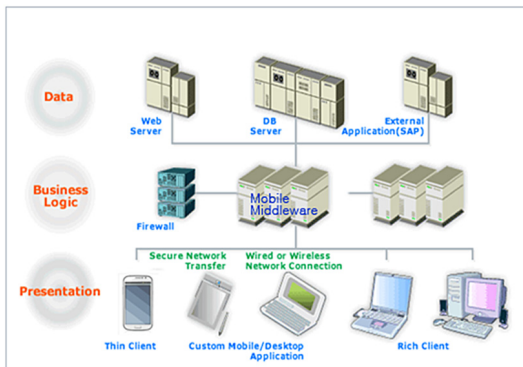 Data
Web
Server
DB
Server
External
Application(SAP)
Business
Logic
Mobile
Middleware
Firewall
Secure Network
Transfer
Wired or Wireless
Network Connection
Presentation
Thin Client
Custom Mobile/Desktop
Application
Rich Client